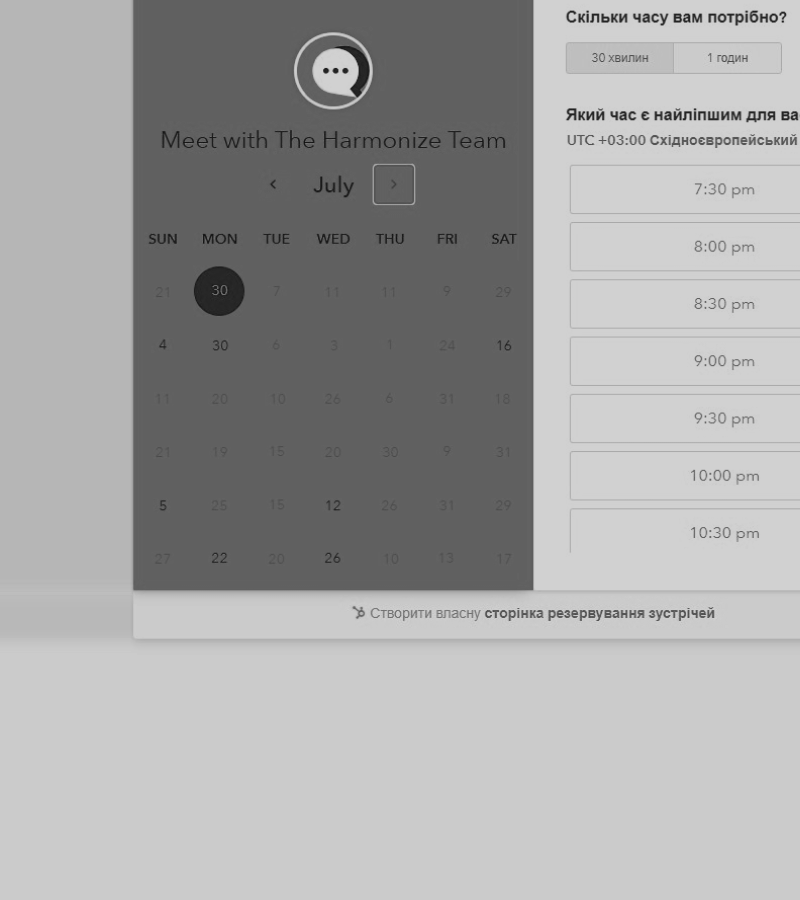 Meet with The Harmonize Team
July
SUN MON TUE WED THU FRI SAT
21 30 7 11 11 9 29
4 30 6 3 1 24 16
11 20 10 26 6 31 18
21 19 15 20 30 9 31
5 25 15 12 26 31 29
27 22 20 26 10 13 17
Скільки часу вам потрібно?
30 хвилин 1 годин
Який час є найліпшим для ва
UTC +03:00 Східноєвропейський
7:30 pm
8:00 pm
8:30 pm
9:00 pm
9:30 pm
10:00 pm
10:30 pm
Створити власну сторінка резервування зустрічей